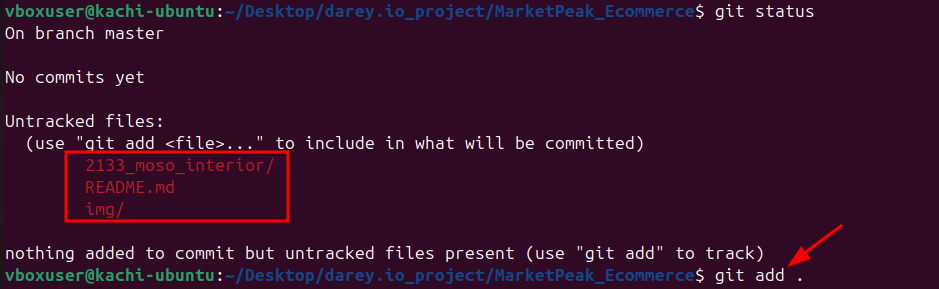 vboxuser@kachi-ubuntu:~/Desktop/darey.io_project/MarketPeak_Ecommerce$ git status
On branch master
No commits yet
Untracked files:
(use "git add <file>..." to include in what will be committed)
2133_moso_interior/
README.md
img/
nothing added to commit but untracked files present (use "git add" to track)
vboxuser@kachi-ubuntu:~/Desktop/darey.io_project/MarketPeak_Ecommerce$ git add .